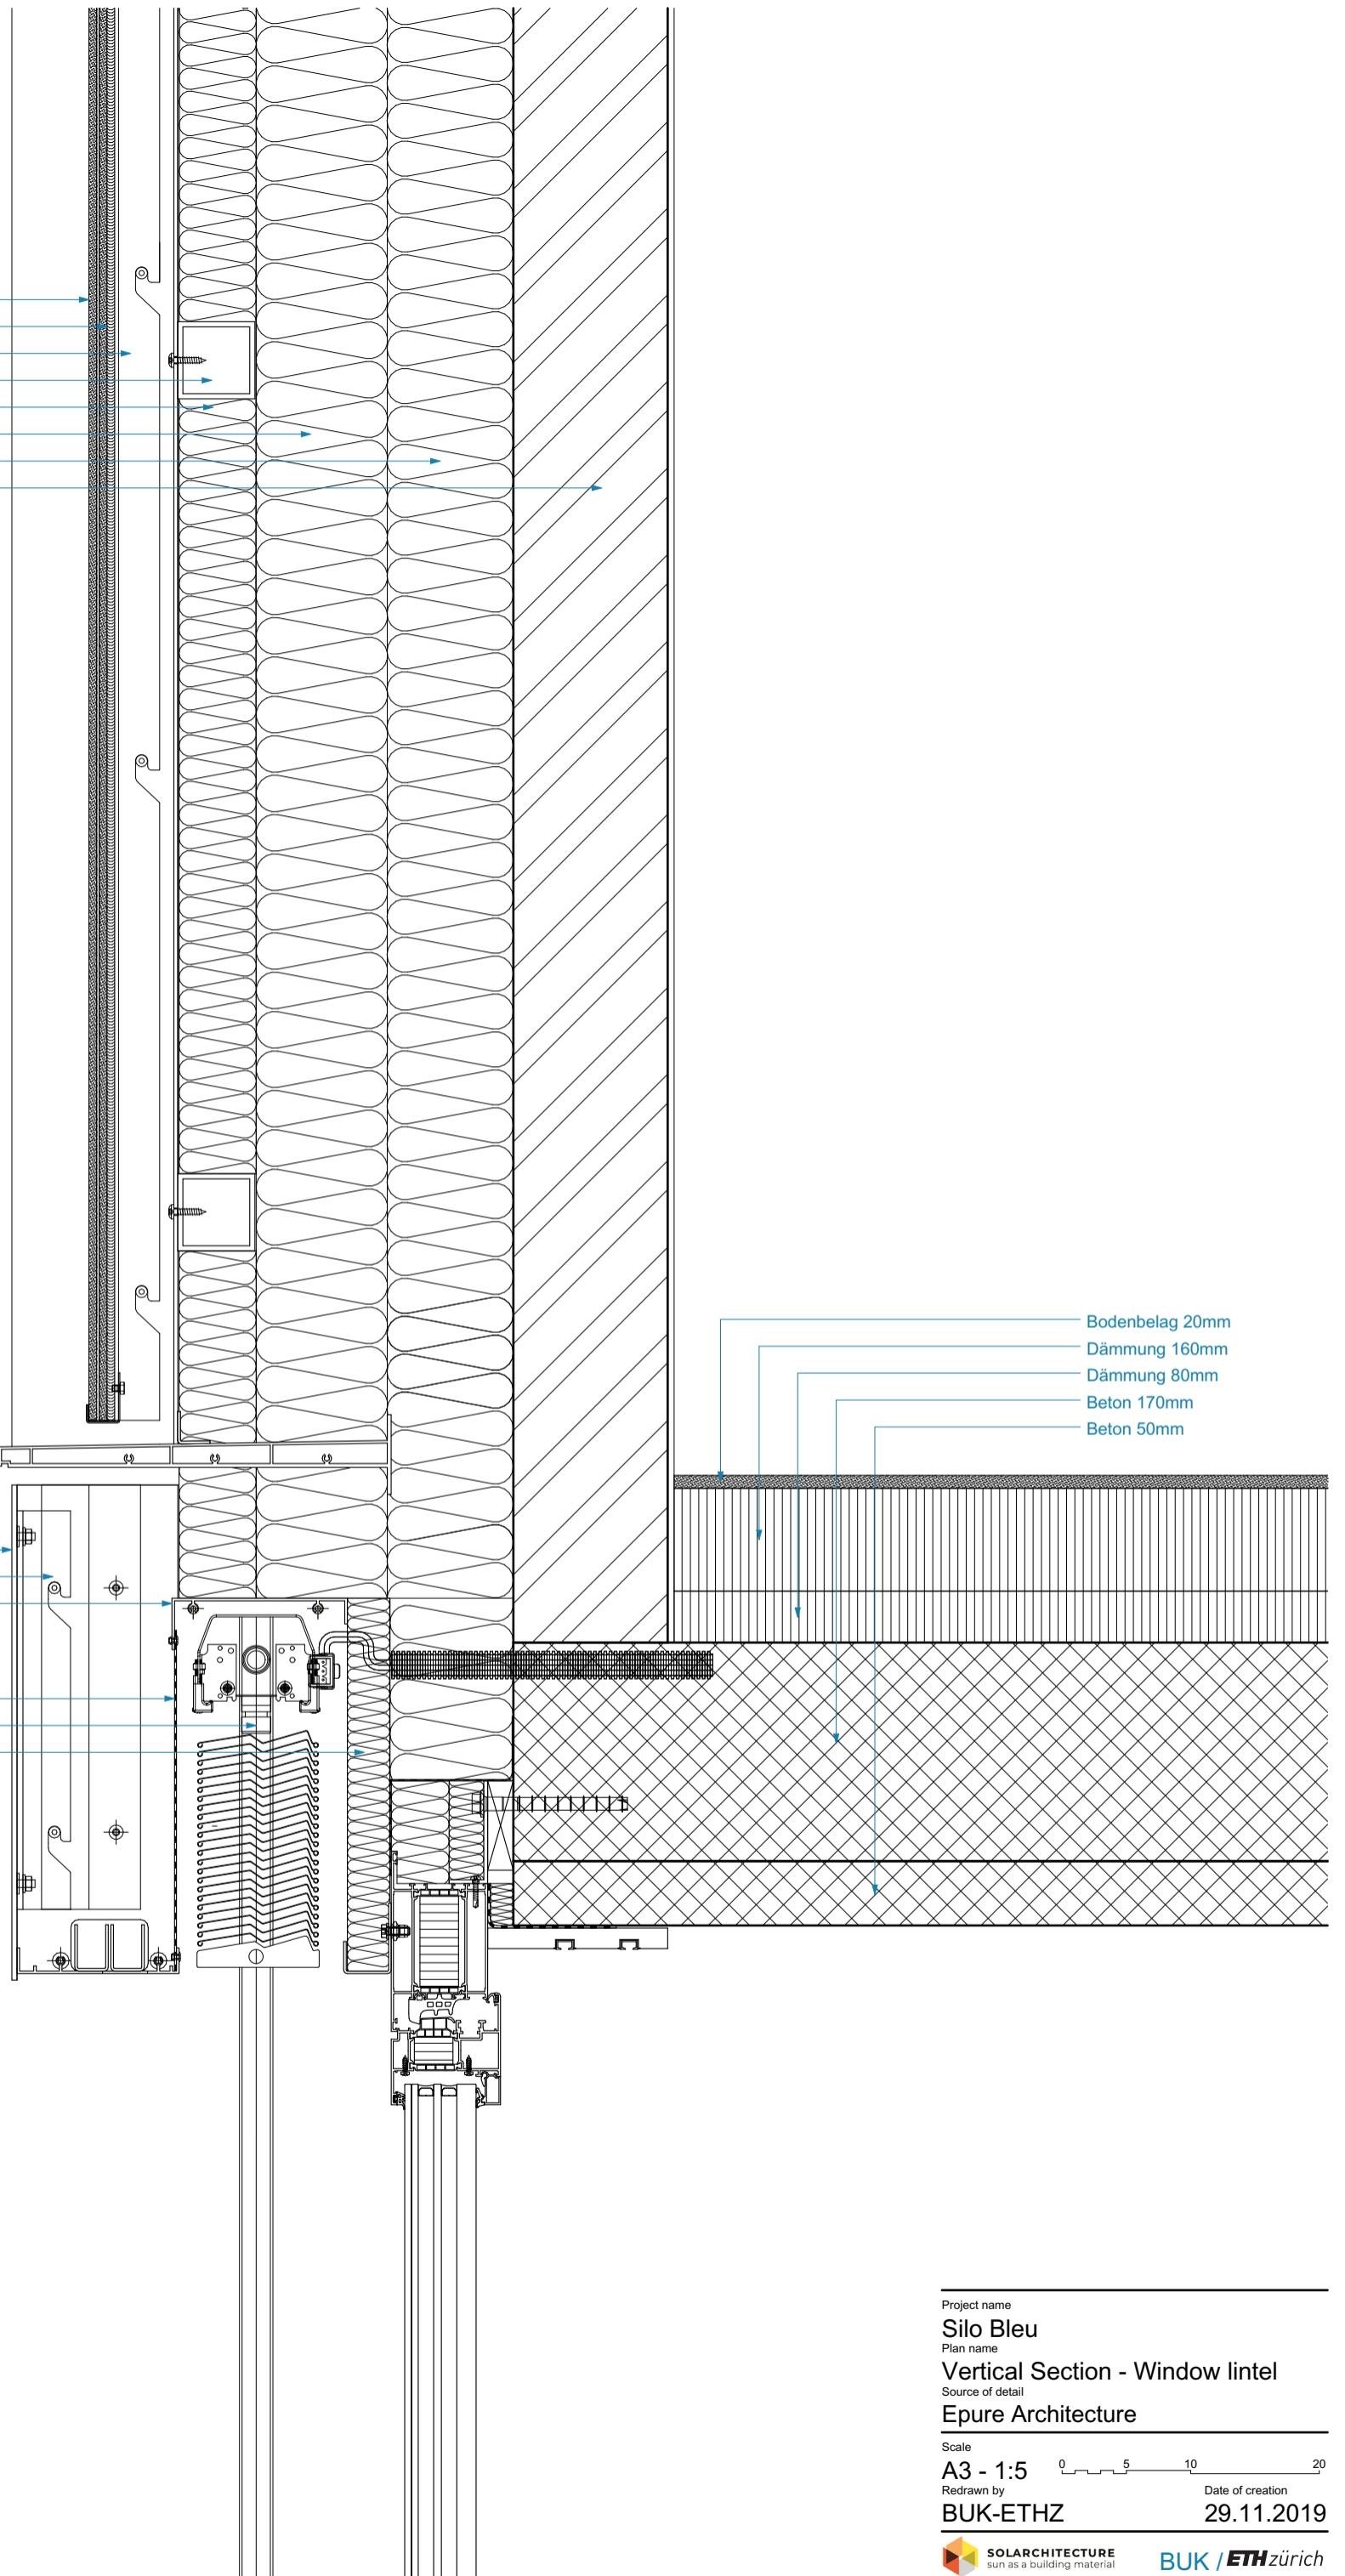 Bodenbelag 20mm
Dämmung 160mm
Dämmung 80mm
Beton 170mm
Beton 50mm
Project name
Silo Bleu
Plan name
Vertical Section - Window lintel
Source of detail
Epure Architecture
Scale
A3 - 1:5
0 5 10 20
Redrawn by
Date of creation
BUK-ETHZ
29.11.2019
SOLARCHITECTURE
sun as a building material
BUK / ETH zürich